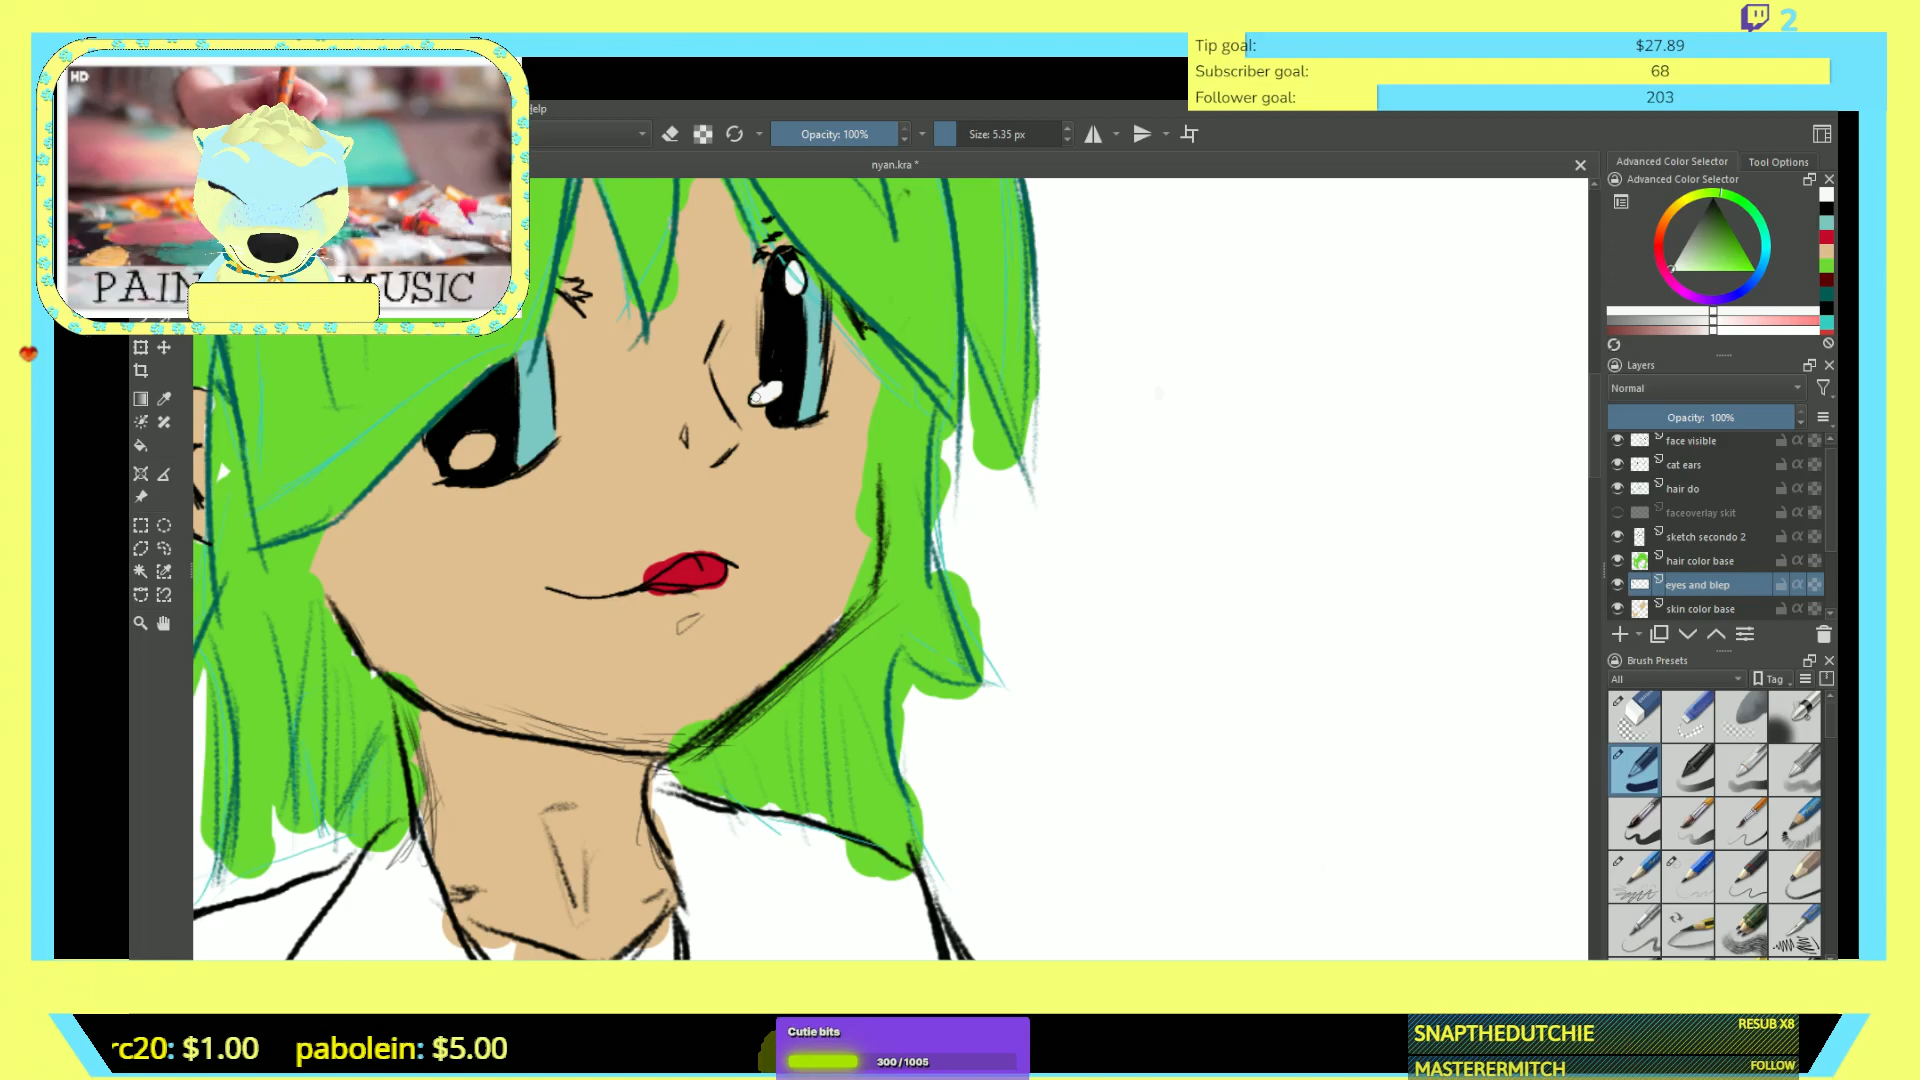 2
Tip goal: $27.89
Subscriber goal: 68
Follower goal: 203
HD
PAIN MUSIC
Help
Opacity: 100%
Size: 5.35 px
nyan.kra *
Advanced Color Selector
Tool Options
Advanced Color Selector
Layers
Normal
Opacity: 100%
face visible
cat ears
hair do
faceoverlay skit
sketch secondo 2
hair color base
eyes and blep
skin color base
Brush Presets
All
Tag
rc20: $1.00 pabolein: $5.00
Cutie bits
300/1005
SNAPTHEDUTCHIE RESUB X8
MASTERERMITCH FOLLOW